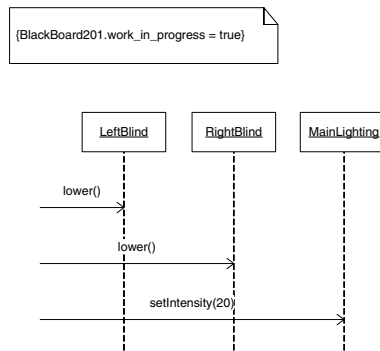 {BlackBoard201.work_in_progress = true}
LeftBlind
RightBlind
MainLighting
lower()
lower()
setIntensity(20)